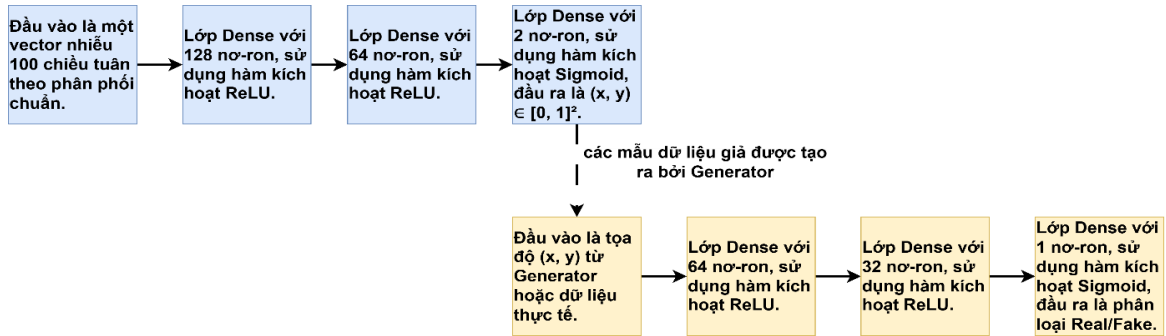 Đầu vào là một
vector nhiễu
100 chiều tuân
theo phân phối
chuẩn.
Lớp Dense với
128 nơ-ron, sử
dụng hàm kích
hoạt ReLU.
Lớp Dense với
64 nơ-ron, sử
dụng hàm kích
hoạt ReLU.
Lớp Dense với
2 nơ-ron, sử
dụng hàm kích
hoạt Sigmoid,
đầu ra là (x, y)
∈ [0, 1]².
các mẫu dữ liệu giả được tạo
ra bởi Generator
Đầu vào là tọa
độ (x, y) từ
Generator
hoặc dữ liệu
thực tế.
Lớp Dense với
64 nơ-ron, sử
dụng hàm kích
hoạt ReLU.
Lớp Dense với
32 nơ-ron, sử
dụng hàm kích
hoạt ReLU.
Lớp Dense với
1 nơ-ron, sử
dụng hàm kích
hoạt Sigmoid,
đầu ra là phân
loại Real/Fake.